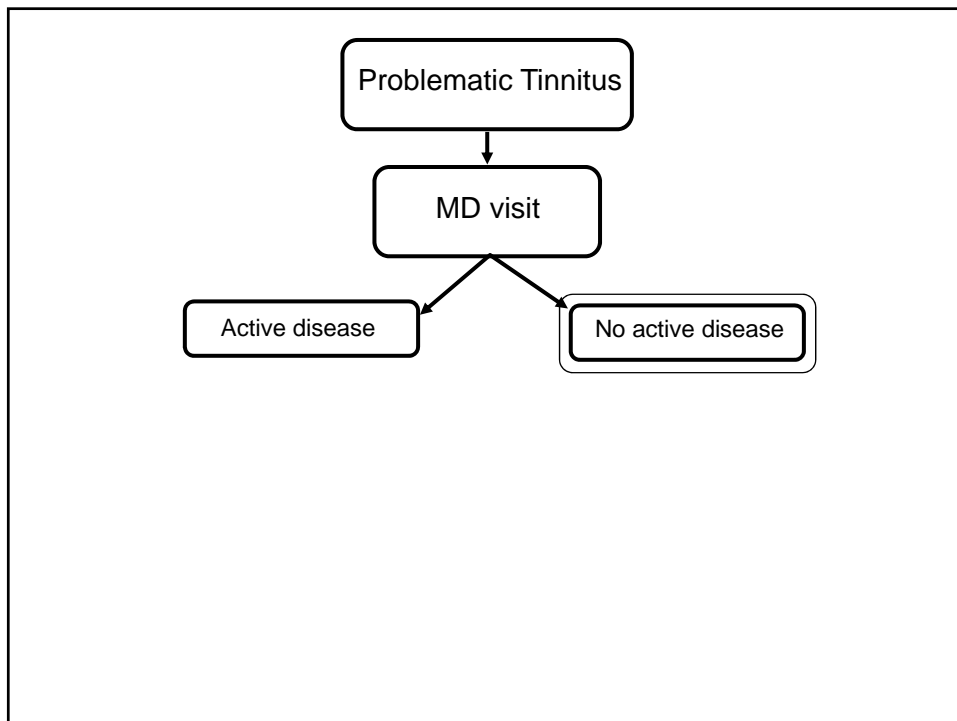 Problematic Tinnitus
MD visit
Active disease
No active disease